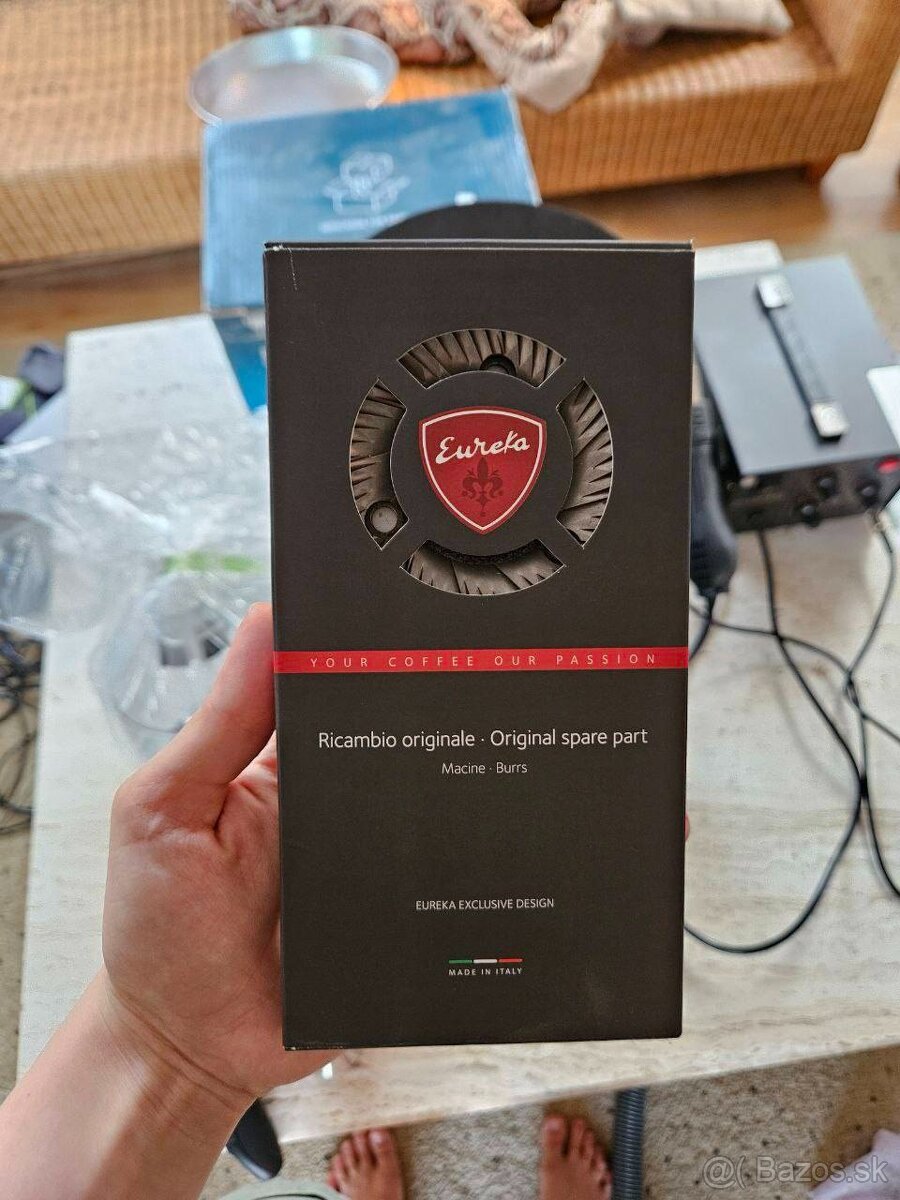 Eureka
YOUR COFFEE OUR PASSION
Ricambio originale · Original spare part
Macine · Burrs
EUREKA EXCLUSIVE DESIGN
MADE IN ITALY
@( Bazos.sk